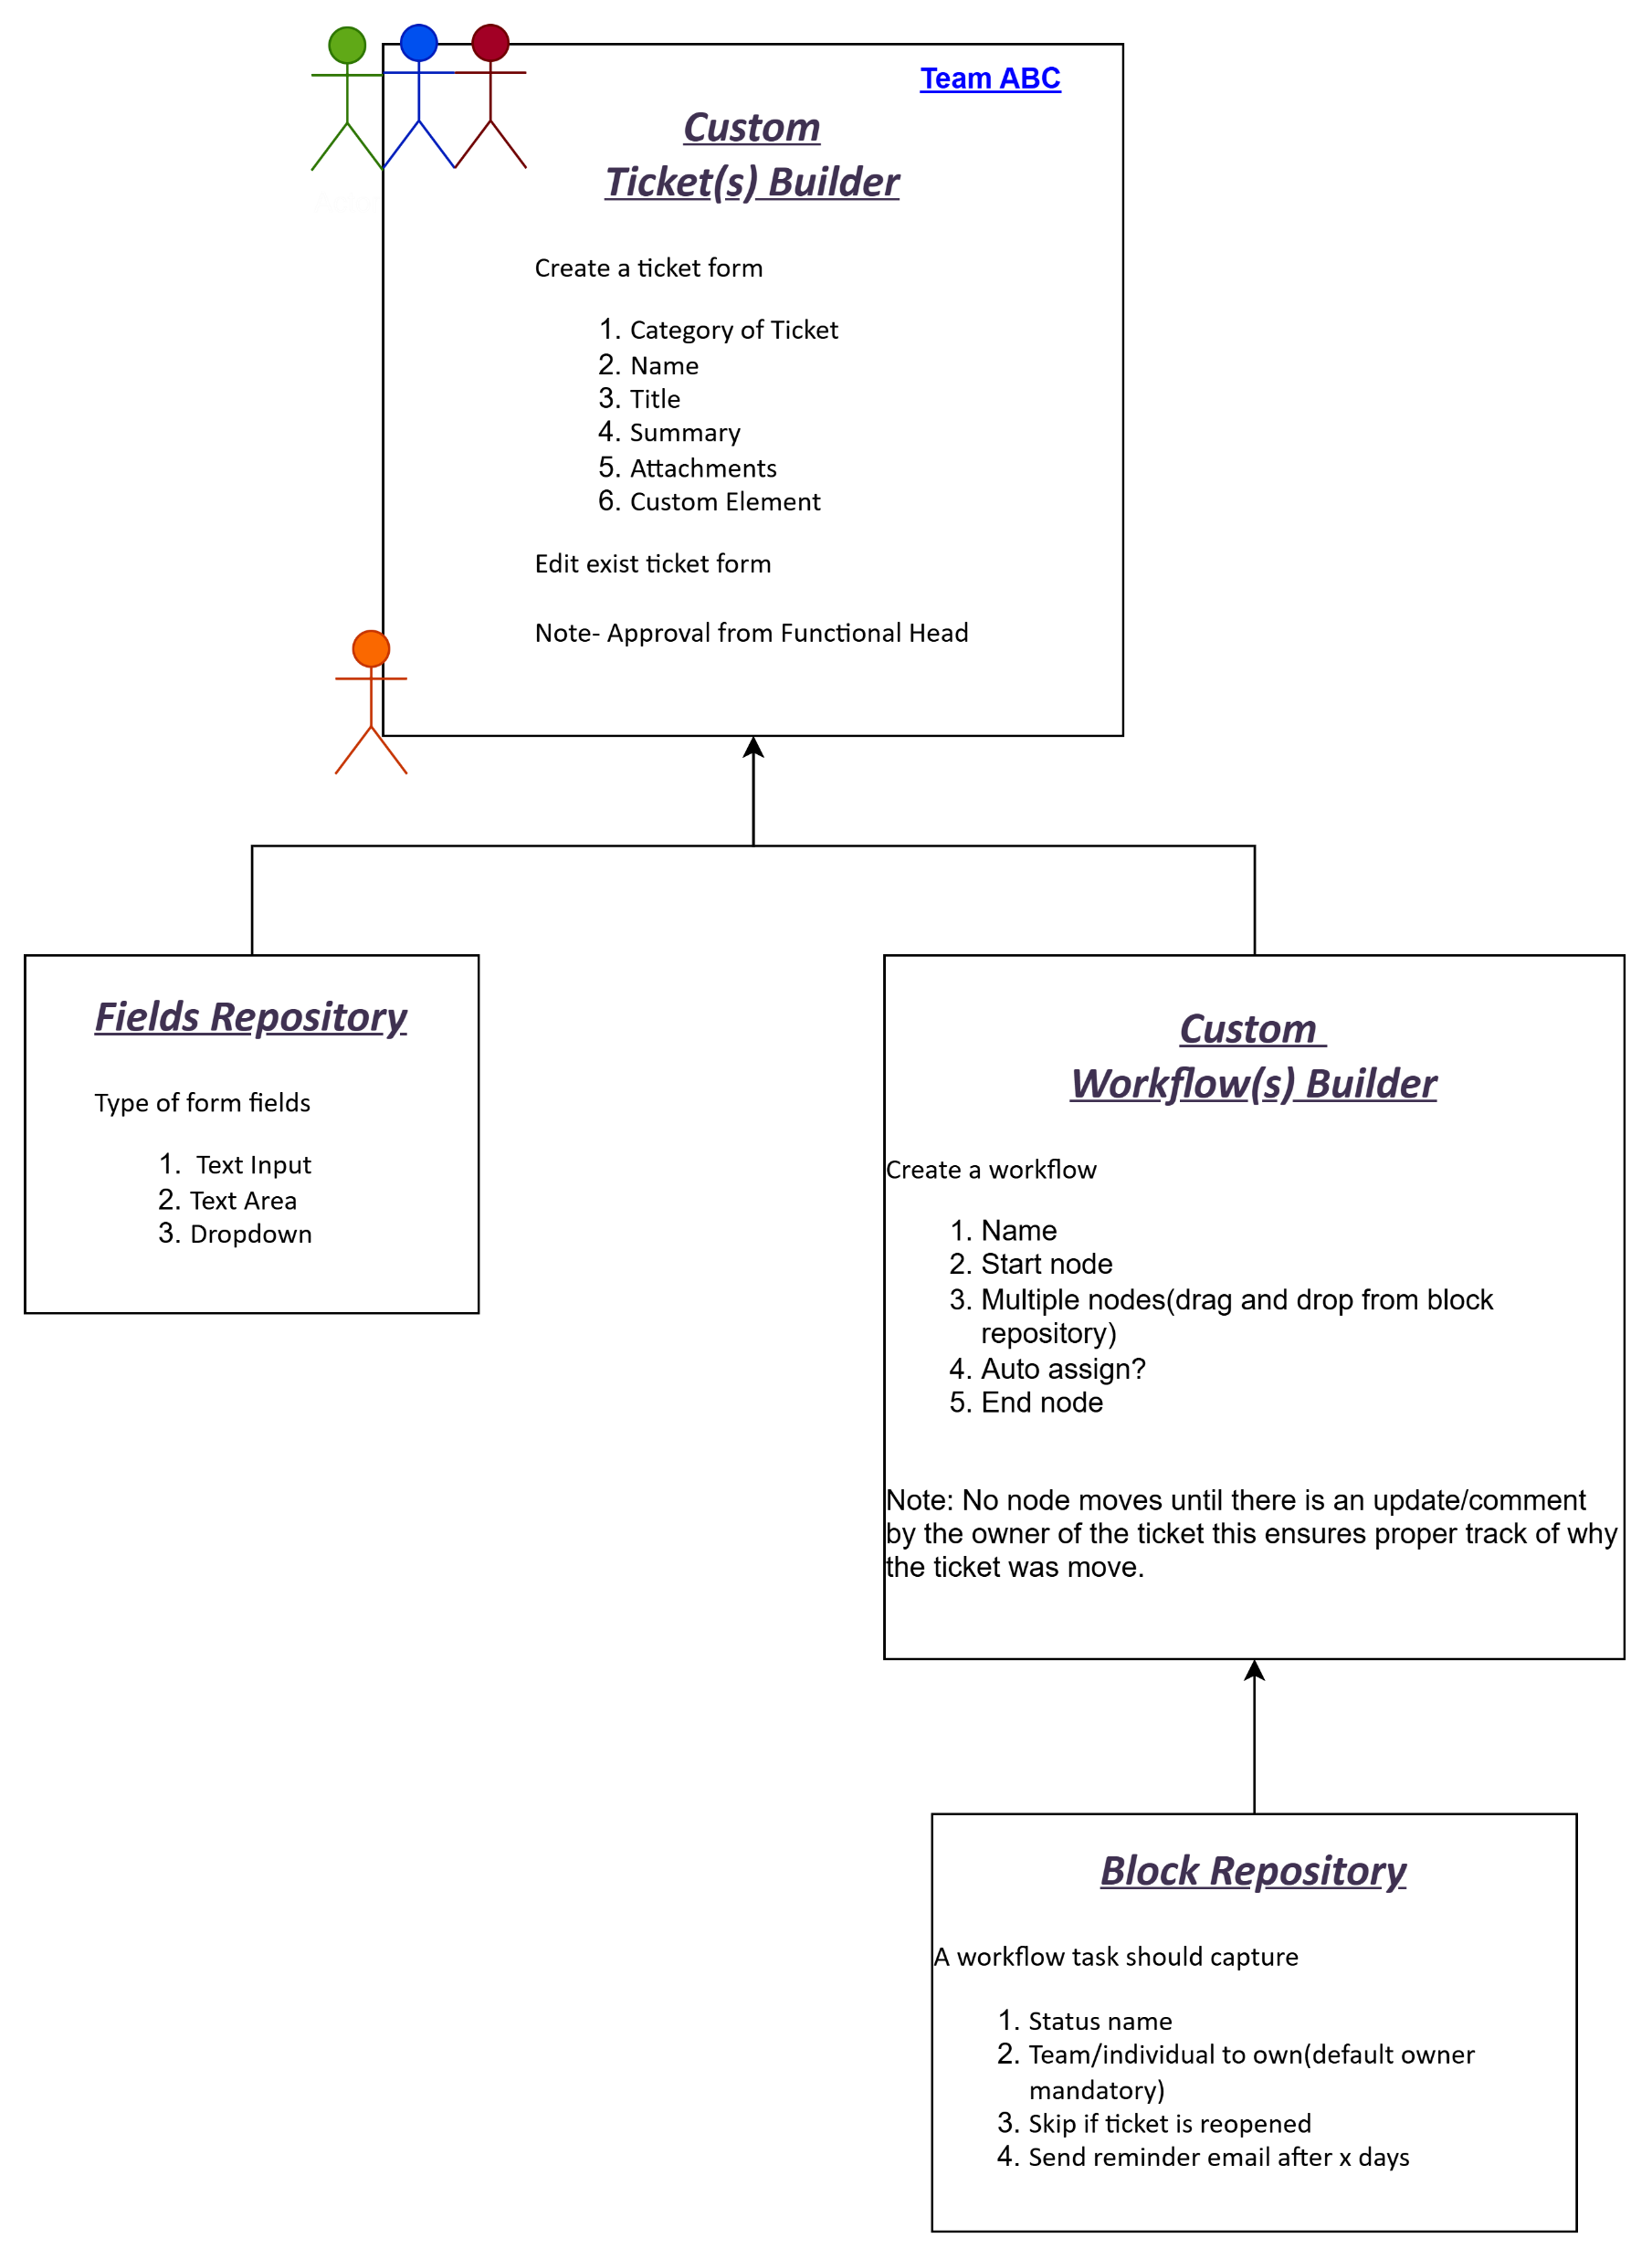 Team ABC
Custom
Ticket(s) Builder
Create a ticket form
1. Category of Ticket
2. Name
3. Title
4. Summary
5. Attachments
6. Custom Element
Edit exist ticket form
Note- Approval from Functional Head
Fields Repository
Type of form fields
1. Text Input
2. Text Area
3. Dropdown
Custom
Workflow(s) Builder
Create a workflow
1. Name
2. Start node
3. Multiple nodes(drag and drop from block
repository)
4. Auto assign?
5. End node
Note: No node moves until there is an update/comment
by the owner of the ticket this ensures proper track of why
the ticket was move.
Block Repository
A workflow task should capture
1. Status name
2. Team/individual to own(default owner
mandatory)
3. Skip if ticket is reopened
4. Send reminder email after x days